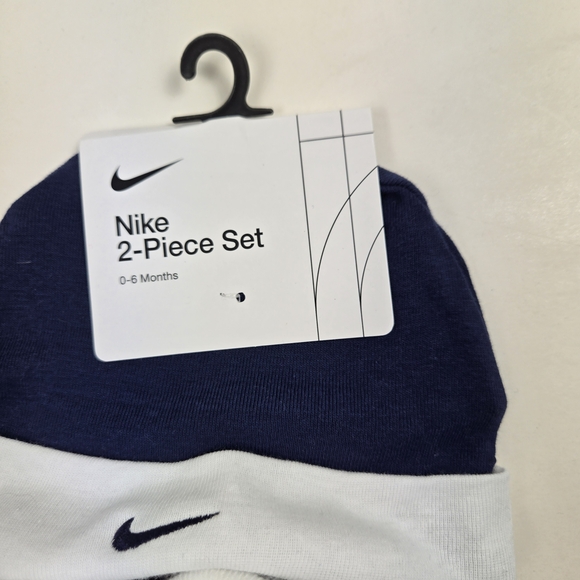 Nike
2-Piece Set
0-6 Months